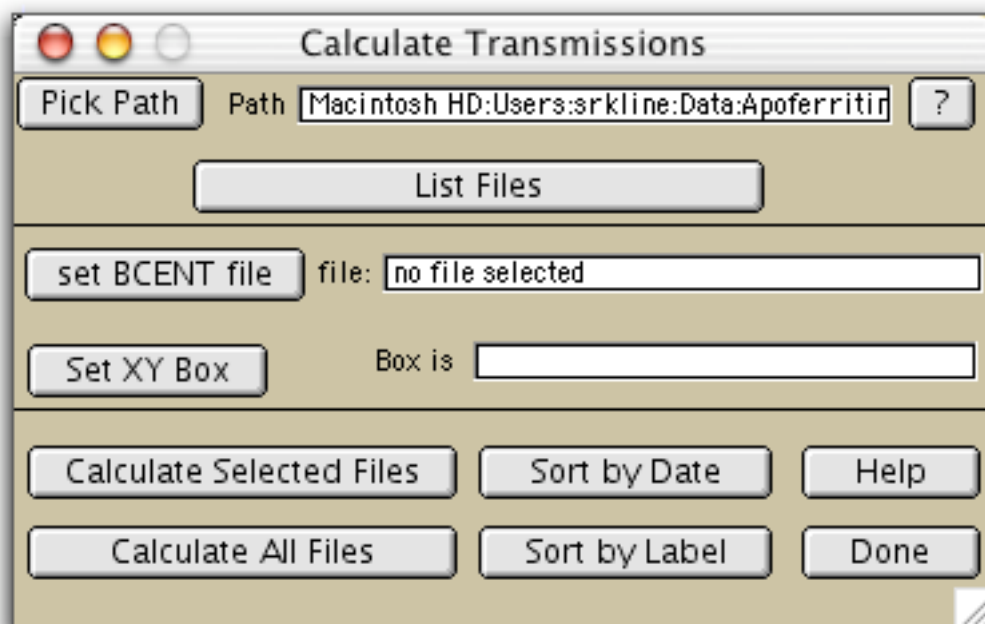 Calculate Transmissions
Pick Path Path Macintosh HD:Users:srkline:Data:Apoferritin ?
List Files
set BCENT file file: no file selected
Set XY Box Box is
Calculate Selected Files Sort by Date Help
Calculate All Files Sort by Label Done